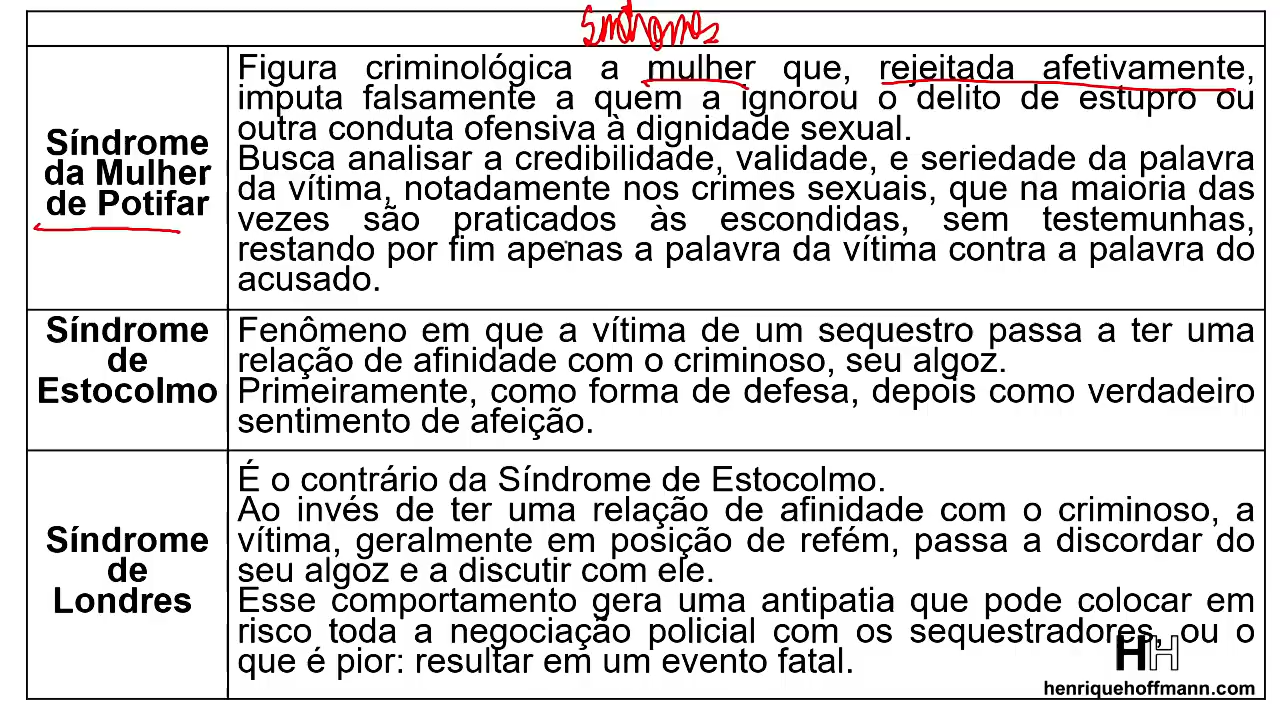 Síndromes
Figura criminológica a mulher que, rejeitada afetivamente,
imputa falsamente a quem a ignorou o delito de estupro ou
outra conduta ofensiva à dignidade sexual.
Síndrome
da Mulher
de Potifar
Busca analisar a credibilidade, validade, e seriedade da palavra
da vítima, notadamente nos crimes sexuais, que na maioria das
vezes são praticados às escondidas, sem testemunhas,
restando por fim apenas a palavra da vítima contra a palavra do
acusado.
Síndrome
de
Estocolmo
Fenômeno em que a vítima de um sequestro passa a ter uma
relação de afinidade com o criminoso, seu algoz.
Primeiramente, como forma de defesa, depois como verdadeiro
sentimento de afeição.
Síndrome
de
Londres
É o contrário da Síndrome de Estocolmo.
Ao invés de ter uma relação de afinidade com o criminoso, a
vítima, geralmente em posição de refém, passa a discordar do
seu algoz e a discutir com ele.
Esse comportamento gera uma antipatia que pode colocar em
risco toda a negociação policial com os sequestradores, ou o
que é pior: resultar em um evento fatal.
HH
henriquehoffmann.com